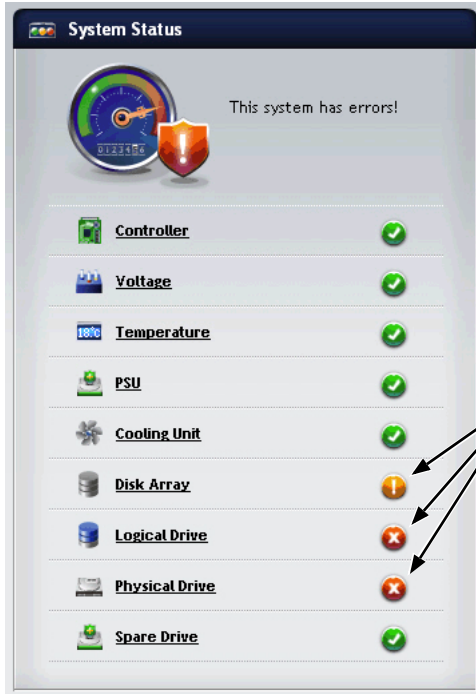 System Status
This system has errors!
0123456
Controller
Voltage
18°C Temperature
PSU
Cooling Unit
Disk Array
Logical Drive
Physical Drive
Spare Drive